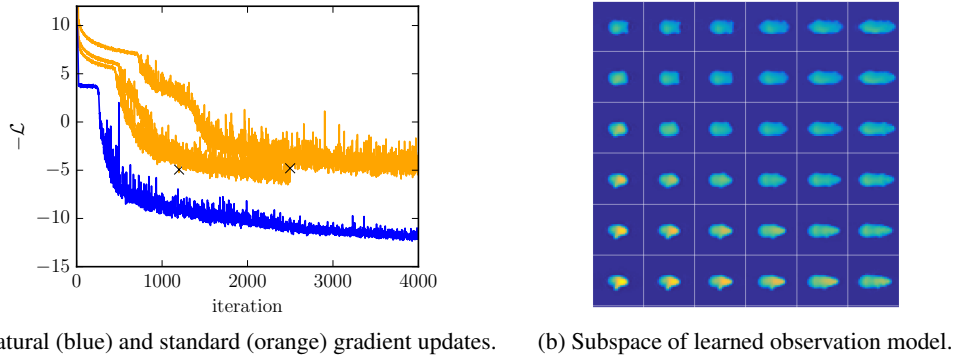 10
5
0
−5
−10
−15
−𝓛
0 1000 2000 3000 4000
iteration
atural (blue) and standard (orange) gradient updates.
(b) Subspace of learned observation model.